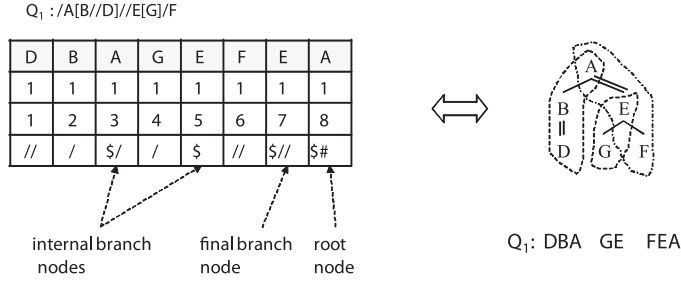 Q1 : /A[B//D]//E[G]/F
D B A G E F E A
1 1 1 1 1 1 1 1
1 2 3 4 5 6 7 8
// / $/ / $ // $// $#
internal branch nodes
final branch node
root node
A
B E
D G F
Q1: DBA GE FEA